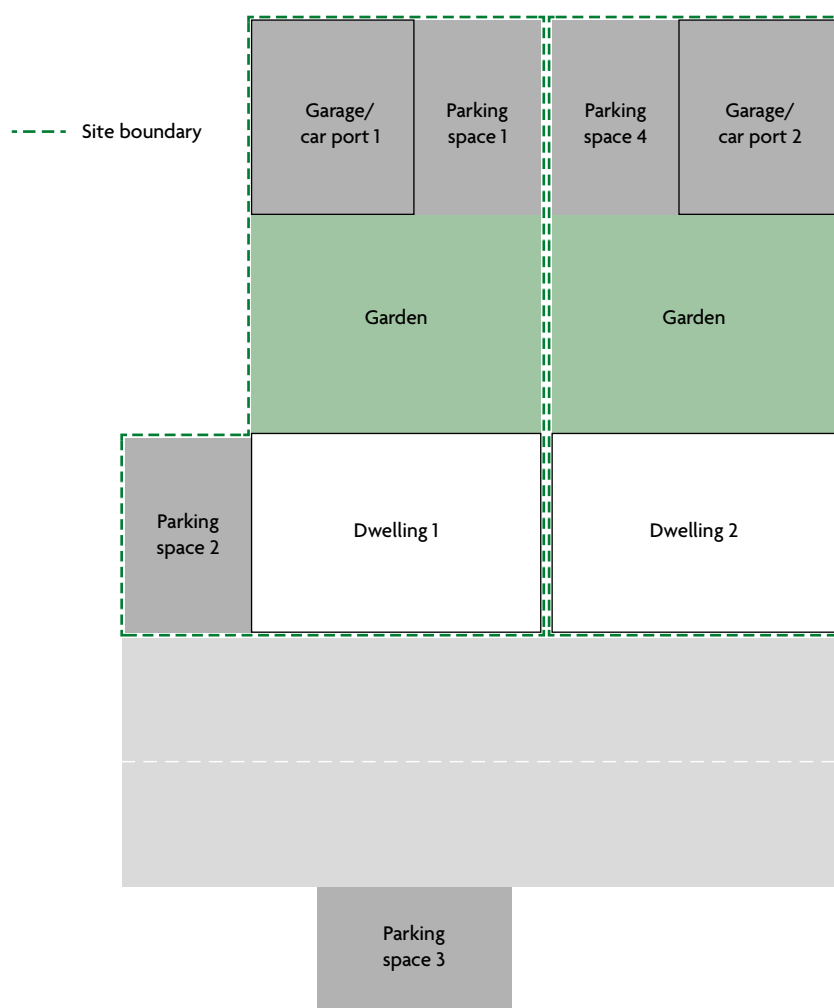 Garage/
car port 1
Parking
space 1
Parking
space 4
Garage/
car port 2
Site boundary
Garden
Garden
Parking
space 2
Dwelling 1
Dwelling 2
Parking
space 3